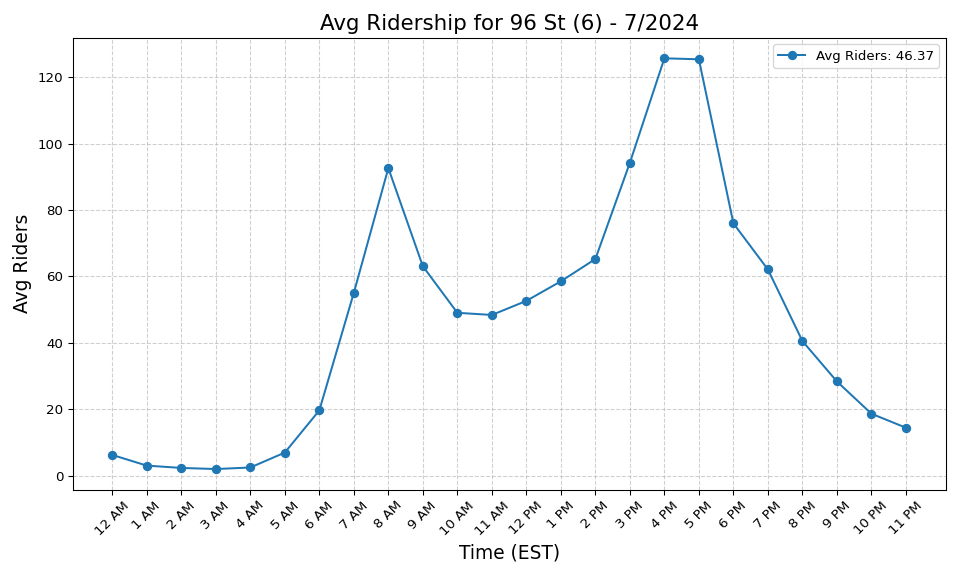 Avg Ridership for 96 St (6) - 7/2024
Avg Riders: 46.37
Avg Riders
120
100
80
60
40
20
0
12 AM
1 AM
2 AM
3 AM
4 AM
5 AM
6 AM
7 AM
8 AM
9 AM
10 AM
11 AM
12 PM
1 PM
2 PM
3 PM
4 PM
5 PM
6 PM
7 PM
8 PM
9 PM
10 PM
11 PM
Time (EST)